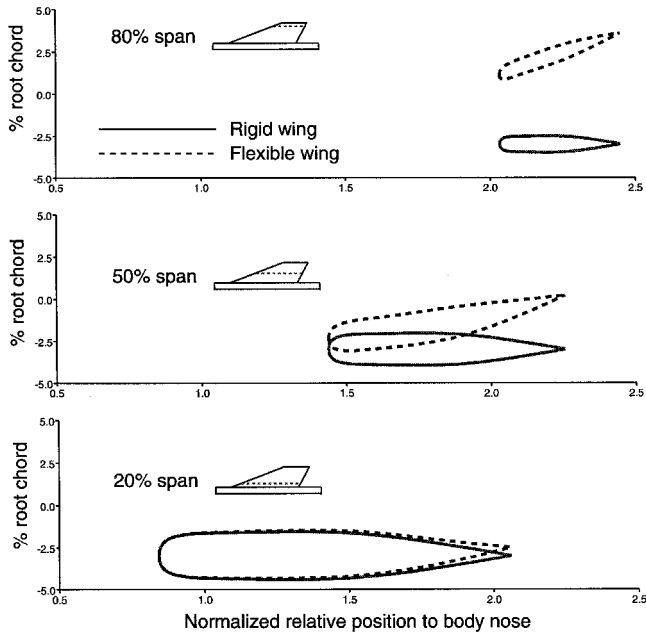 5.0
2.5
0.0
-2.5
-5.0
% root chord
80% span
Rigid wing
Flexible wing
0.5 1.0 1.5 2.0 2.5
5.0
2.5
0.0
-2.5
-5.0
% root chord
50% span
0.5 1.0 1.5 2.0 2.5
5.0
2.5
0.0
-2.5
-5.0
% root chord
20% span
0.5 1.0 1.5 2.0 2.5
Normalized relative position to body nose